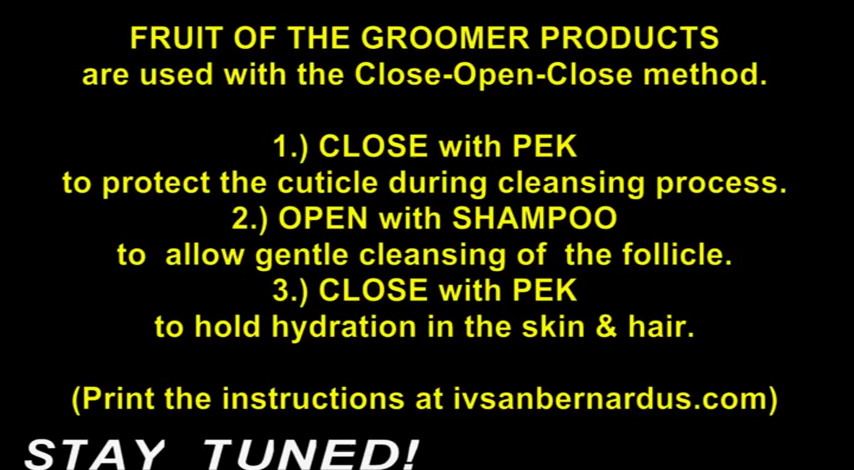 FRUIT OF THE GROOMER PRODUCTS
are used with the Close-Open-Close method.
1.) CLOSE with PEK
to protect the cuticle during cleansing process.
2.) OPEN with SHAMPOO
to allow gentle cleansing of the follicle.
3.) CLOSE with PEK
to hold hydration in the skin & hair.
(Print the instructions at ivsanbernardus.com)
STAY TUNED!